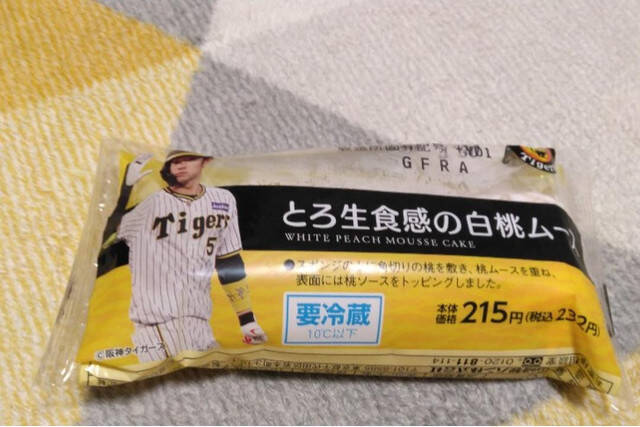 GFRA
Tigers
とろ生食感の白桃ムー
WHITE PEACH MOUSSE CAKE
Tigers
5
●スポンジの上に角切りの桃を敷き、桃ムースを重ね、
表面には桃ソースをトッピングしました。
要冷蔵
10℃以下
本体
価格 215円(税込232円)
©阪神タイガース
0120-811-114